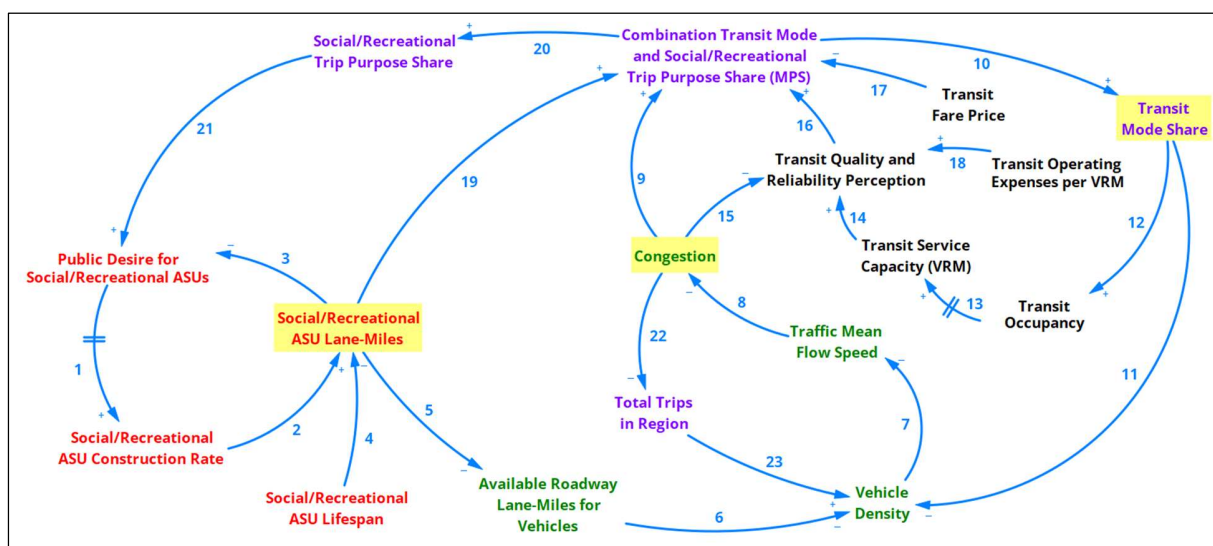 Social/Recreational
Trip Purpose Share
20
Combination Transit Mode
and Social/Recreational
Trip Purpose Share (MPS)
10
17
Transit
Fare Price
Transit
Mode Share
21
19
9
16
Transit Quality and
Reliability Perception
18
Transit Operating
Expenses per VRM
15
14
12
Public Desire for
Social/Recreational ASUs
3
Congestion
Transit Service
Capacity (VRM)
13
Transit
Occupancy
Social/Recreational
ASU Lane-Miles
8
Traffic Mean
Flow Speed
22
1
11
2
4
5
Total Trips
in Region
7
Social/Recreational
ASU Construction Rate
23
Social/Recreational
ASU Lifespan
Available Roadway
Lane-Miles for
Vehicles
6
Vehicle
Density